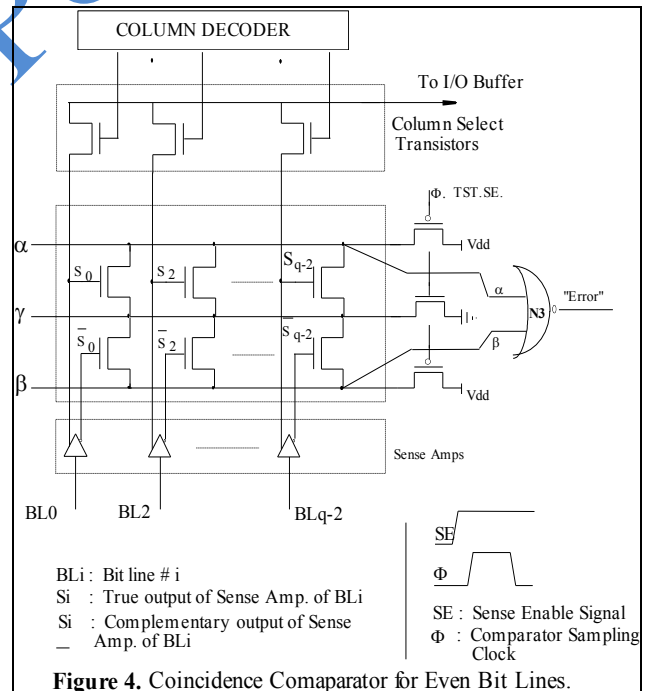 COLUMN DECODER
To I/O Buffer
Column Select
Transistors
Φ. TST.SE.
α
Vdd
S0 S2 Sq-2
α
"Error"
γ
N3
S̅0 S̅2 S̅q-2
β
β
Vdd
Sense Amps
BL0 BL2 BLq-2
SE
Φ
BLi : Bit line # i
Si : True output of Sense Amp. of BLi
Si : Complementary output of Sense
_ Amp. of BLi
SE : Sense Enable Signal
Φ : Comparator Sampling
Clock
Figure 4. Coincidence Comaparator for Even Bit Lines.